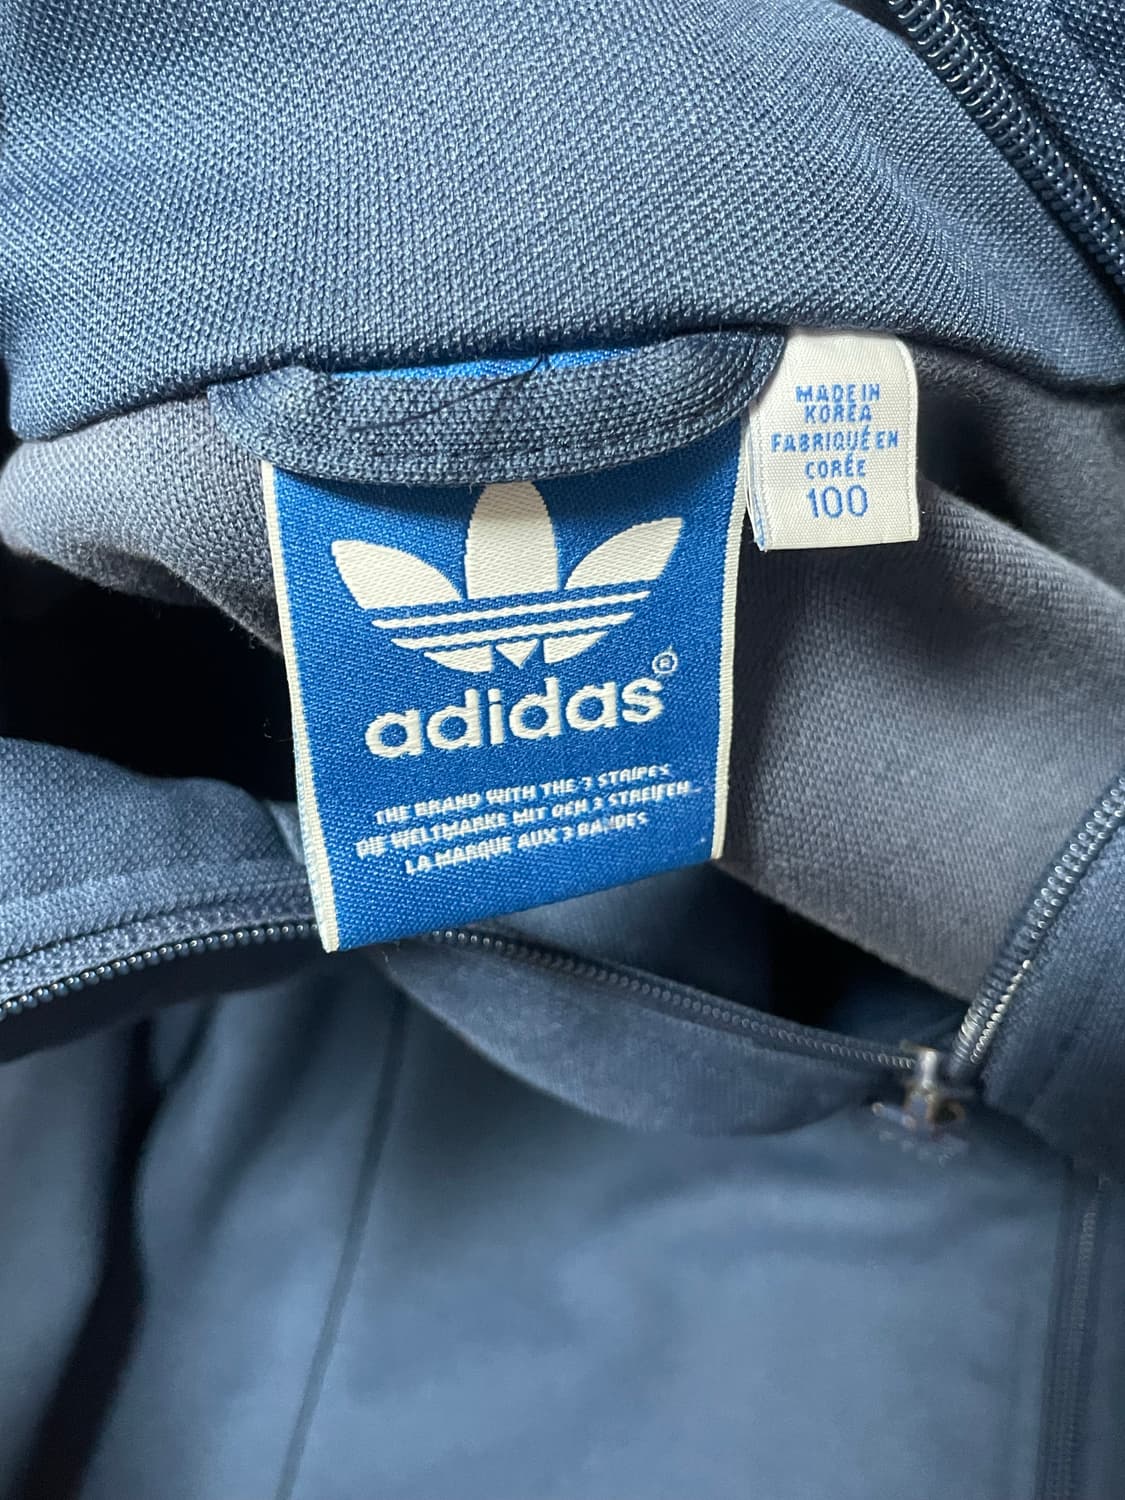 MADE IN
KOREA
FABRIQUÉ EN
CORÉE
100
adidas®
THE BRAND WITH THE 3 STRIPES
DIE WELTMARKE MIT DEN 3 STREIFEN
LA MARQUE AUX 3 BANDES